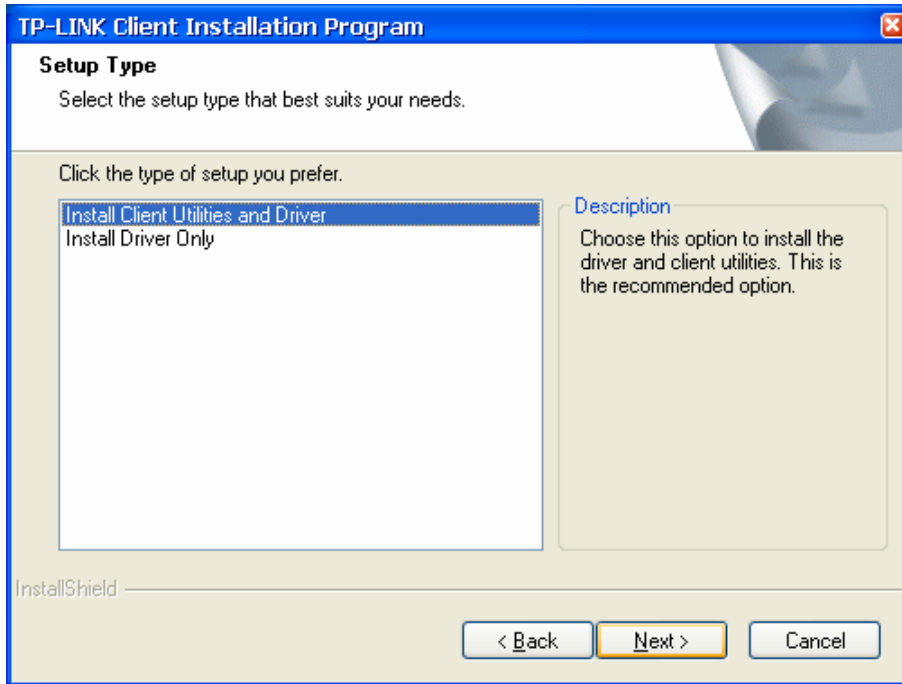 TP-LINK Client Installation Program
Setup Type
Select the setup type that best suits your needs.
Click the type of setup you prefer.
Install Client Utilities and Driver
Install Driver Only
Description
Choose this option to install the
driver and client utilities. This is
the recommended option.
InstallShield
< Back
Next >
Cancel